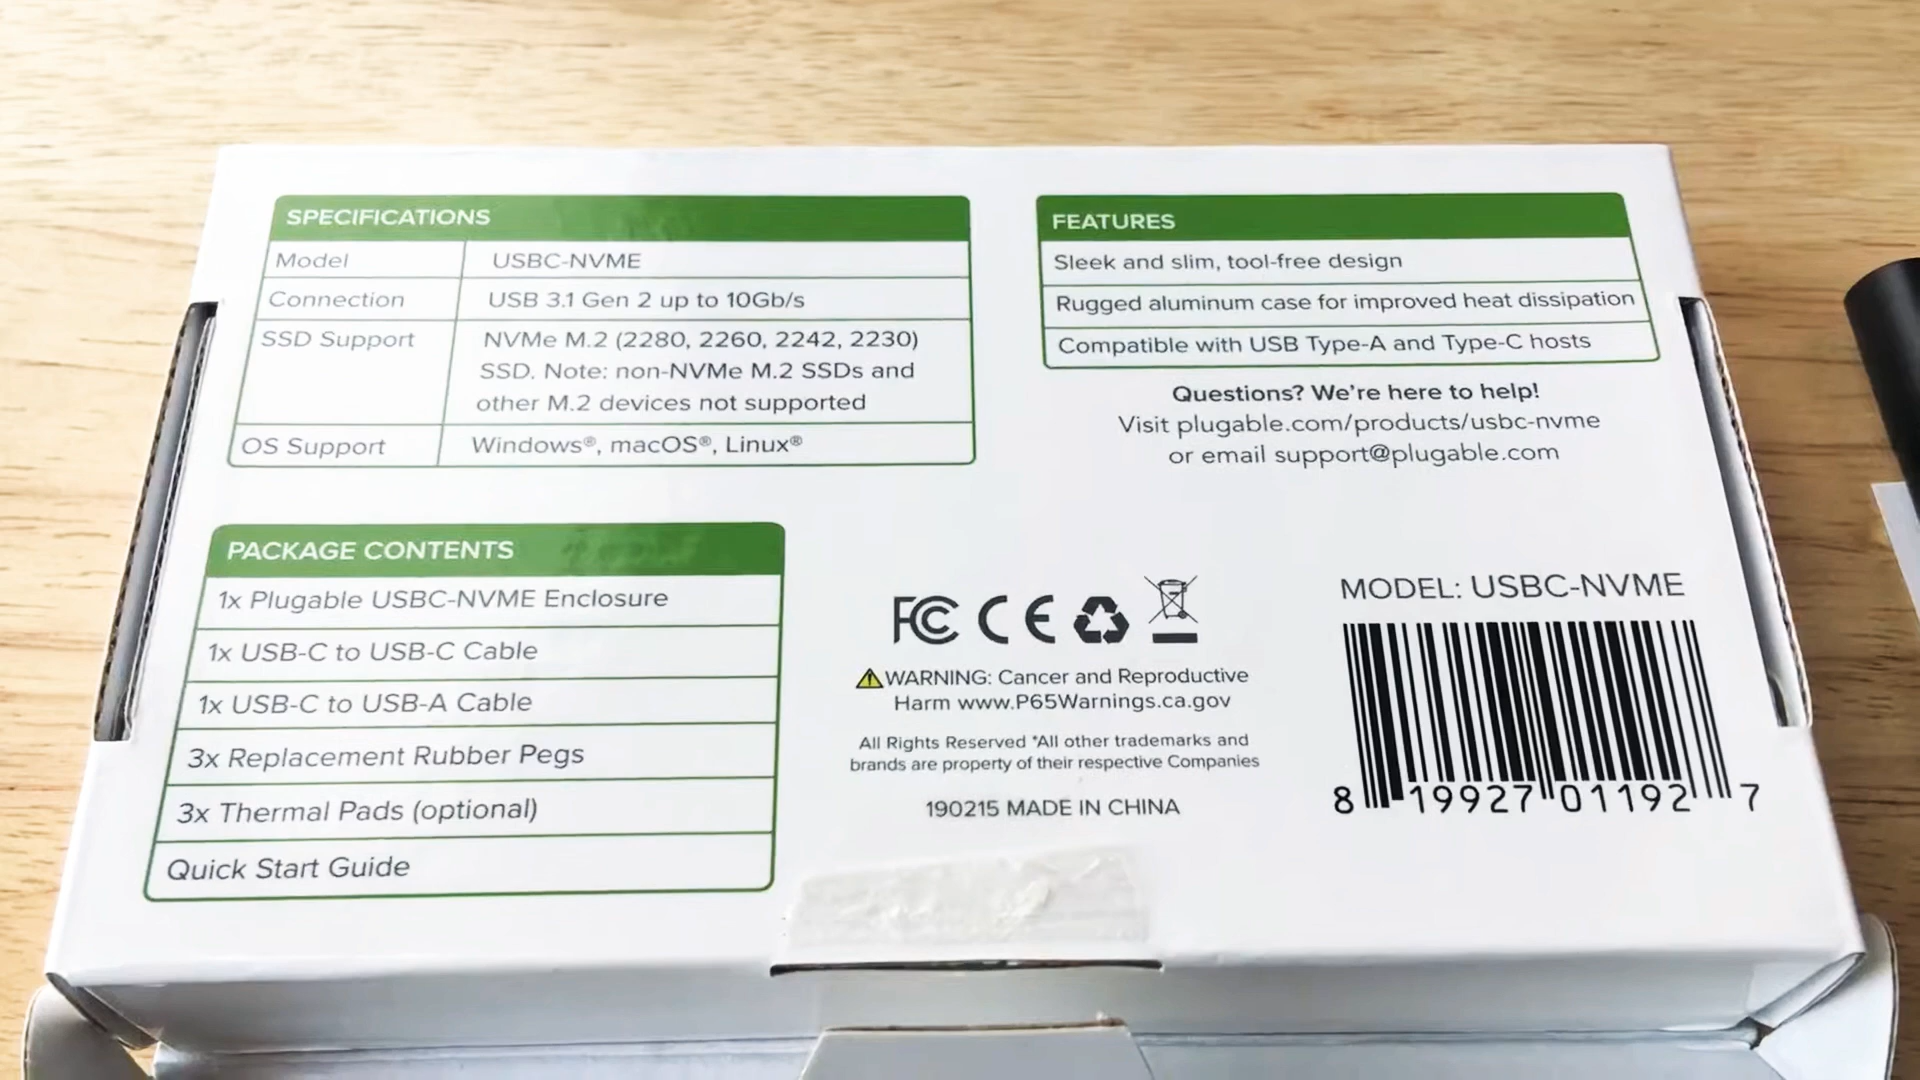 SPECIFICATIONS
Model USBC-NVME
Connection USB 3.1 Gen 2 up to 10Gb/s
SSD Support NVMe M.2 (2280, 2260, 2242, 2230)
SSD. Note: non-NVMe M.2 SSDs and
other M.2 devices not supported
OS Support Windows®, macOS®, Linux®
FEATURES
Sleek and slim, tool-free design
Rugged aluminum case for improved heat dissipation
Compatible with USB Type-A and Type-C hosts
Questions? We're here to help!
Visit plugable.com/products/usbc-nvme
or email support@plugable.com
PACKAGE CONTENTS
1x Plugable USBC-NVME Enclosure
1x USB-C to USB-C Cable
1x USB-C to USB-A Cable
3x Replacement Rubber Pegs
3x Thermal Pads (optional)
Quick Start Guide
FC CE
WARNING: Cancer and Reproductive
Harm www.P65Warnings.ca.gov
All Rights Reserved *All other trademarks and
brands are property of their respective Companies
190215 MADE IN CHINA
MODEL: USBC-NVME
8 19927 01192 7